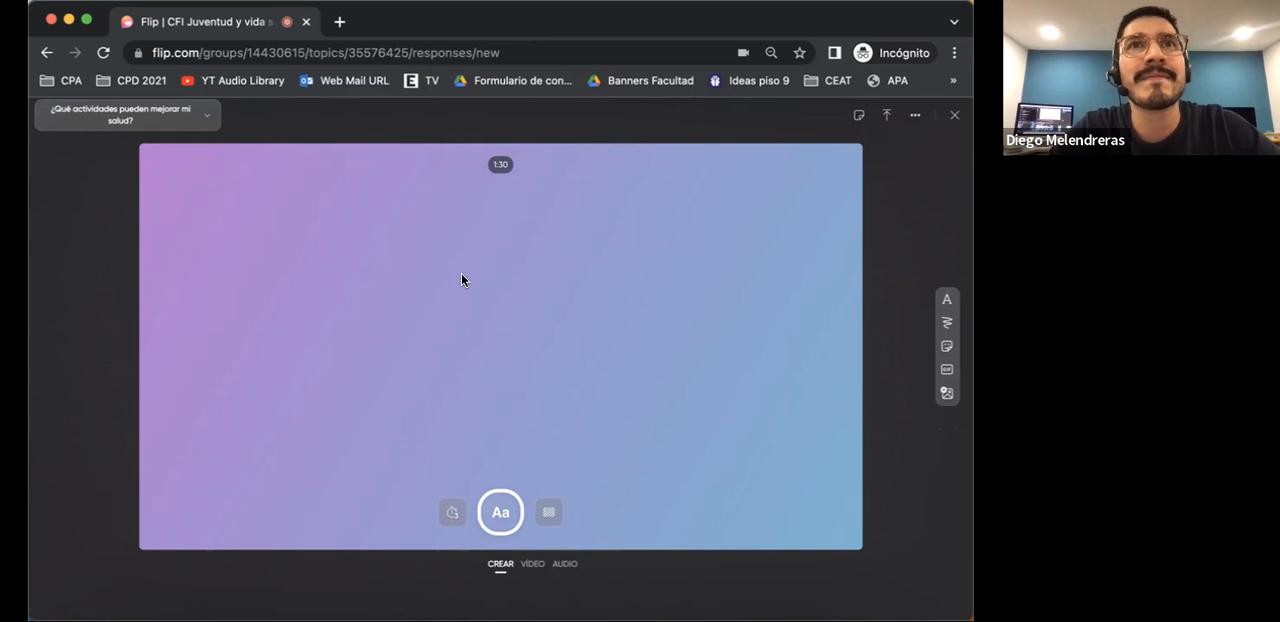 Flip | CFI Juventud y vida s
flip.com/groups/14430615/topics/35576425/responses/new
Incógnito
CPA
CPD 2021
YT Audio Library
Web Mail URL
TV
Formulario de con...
Banners Facultad
Ideas piso 9
CEAT
APA
»
¿Qué actividades pueden mejorar mi
salud?
1:30
A
GIF
Aa
CREAR
VÍDEO
AUDIO
Diego Melendreras